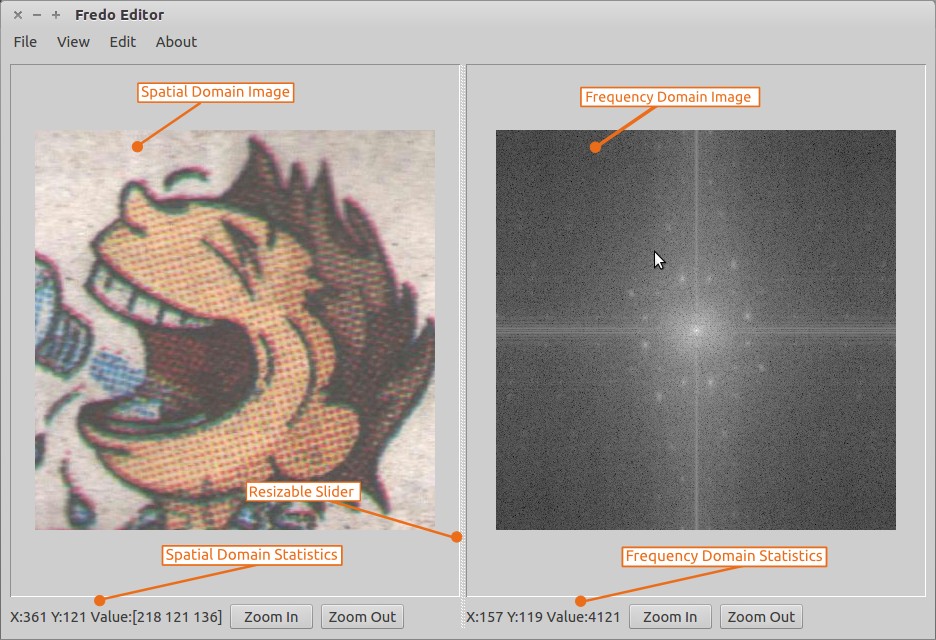 Fredo Editor
File View Edit About
Spatial Domain Image
Frequency Domain Image
Resizable Slider
Spatial Domain Statistics
Frequency Domain Statistics
X:361 Y:121 Value:[218 121 136] Zoom In Zoom Out
X:157 Y:119 Value:4121 Zoom In Zoom Out